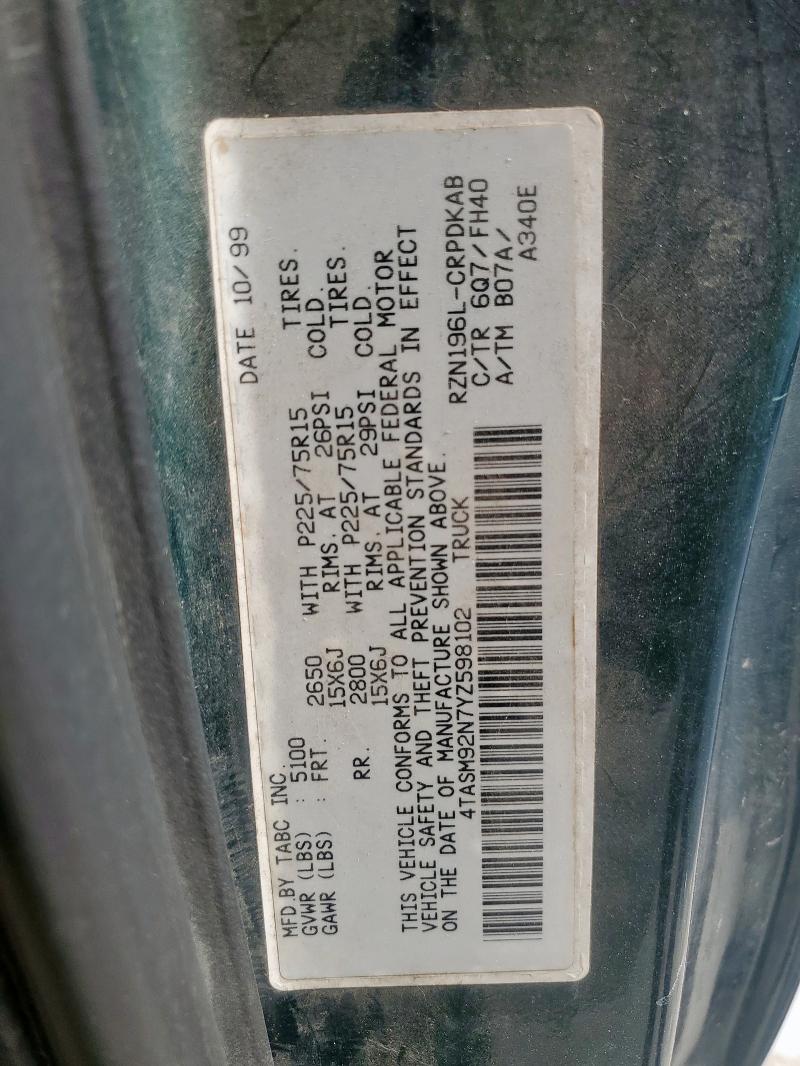 DATE 10/99
MFD.BY TABC INC.
GVWR (LBS) : 5100
GAWR (LBS) : FRT. 2650 WITH P225/75R15 TIRES.
15X6J RIMS. AT 26PSI COLD.
RR. 2800 WITH P225/75R15 TIRES.
15X6J RIMS. AT 29PSI COLD.
THIS VEHICLE CONFORMS TO ALL APPLICABLE FEDERAL MOTOR
VEHICLE SAFETY AND THEFT PREVENTION STANDARDS IN EFFECT
ON THE DATE OF MANUFACTURE SHOWN ABOVE.
4TASM92N7YZ598102 TRUCK
RZN196L-CRPDKAB
C/TR 6Q7/FH40
A/TM B07A/
A340E